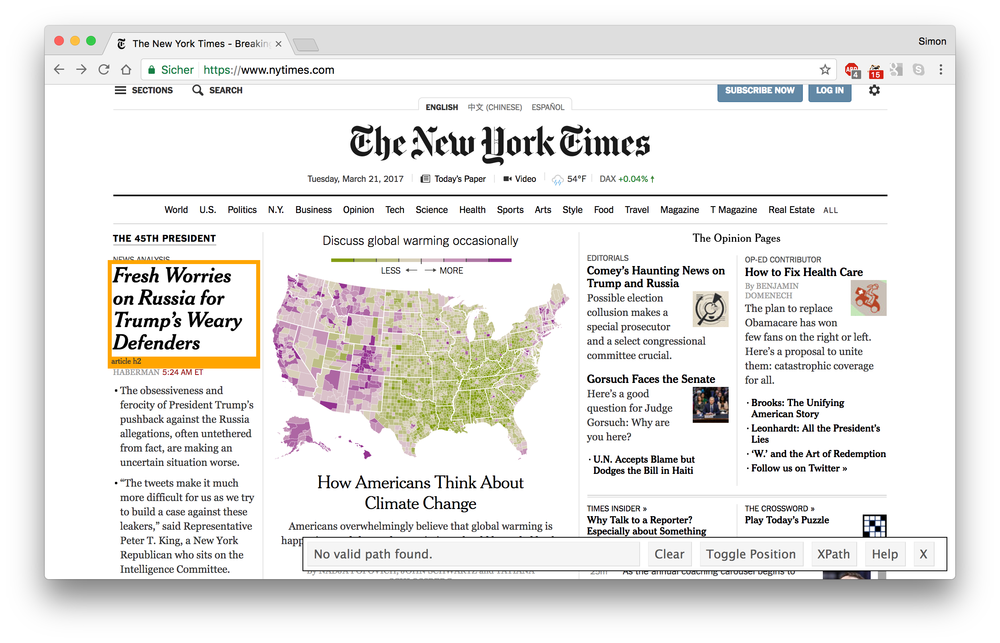 The New York Times - Breaking
Simon
Sicher https://www.nytimes.com
4
15
SECTIONS SEARCH
SUBSCRIBE NOW LOG IN
ENGLISH 中文 (CHINESE) ESPAÑOL
The New York Times
Tuesday, March 21, 2017 Today's Paper Video 54°F DAX +0.04%
World U.S. Politics N.Y. Business Opinion Tech Science Health Sports Arts Style Food Travel Magazine T Magazine Real Estate ALL
THE 45TH PRESIDENT
NEWS ANALYSIS
Fresh Worries
on Russia for
Trump's Weary
Defenders
article h2
HABERMAN 5:24 AM ET
• The obsessiveness and
ferocity of President Trump's
pushback against the Russia
allegations, often untethered
from fact, are making an
uncertain situation worse.
• “The tweets make it much
more difficult for us as we try
to build a case against these
leakers,” said Representative
Peter T. King, a New York
Republican who sits on the
Intelligence Committee.
Discuss global warming occasionally
LESS ← → MORE
How Americans Think About
Climate Change
Americans overwhelmingly believe that global warming is
The Opinion Pages
EDITORIALS
Comey's Haunting News on
Trump and Russia
Possible election
collusion makes a
special prosecutor
and a select congressional
committee crucial.
Gorsuch Faces the Senate
Here's a good
question for Judge
Gorsuch: Why are
you here?
· U.N. Accepts Blame but
Dodges the Bill in Haiti
OP-ED CONTRIBUTOR
How to Fix Health Care
By BENJAMIN
DOMENECH
The plan to replace
Obamacare has won
few fans on the right or left.
Here's a proposal to unite
them: catastrophic coverage
for all.
· Brooks: The Unifying
American Story
· Leonhardt: All the President's
Lies
· ‘W.’ and the Art of Redemption
· Follow us on Twitter »
TIMES INSIDER »
Why Talk to a Reporter?
Especially about Something
THE CROSSWORD »
Play Today's Puzzle
No valid path found. Clear Toggle Position XPath Help X
By NADJA POPOVICH, JOHN SCHWARTZ and TATIANA
25m As the annual coaching carousel begins to